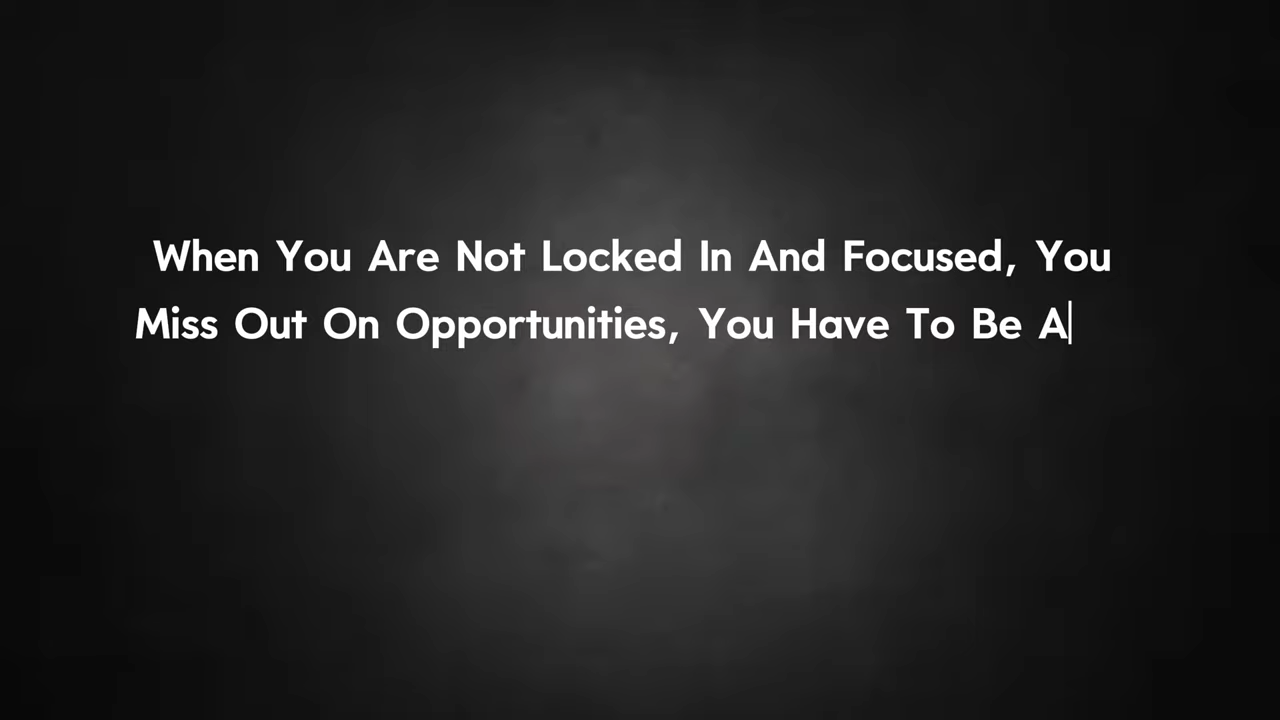 When You Are Not Locked In And Focused, You
Miss Out On Opportunities, You Have To Be A